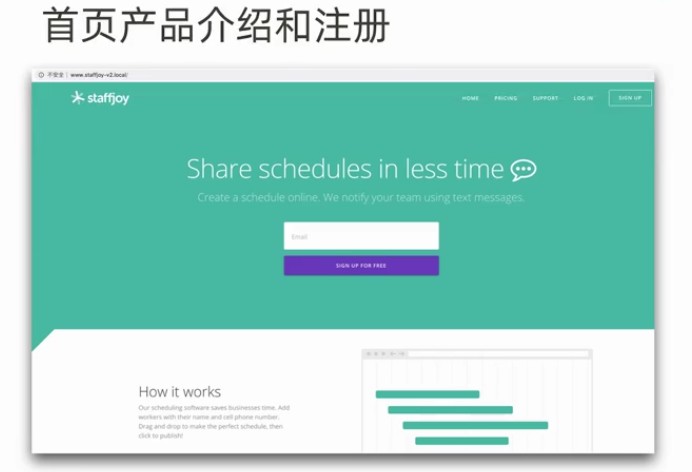 首页产品介绍和注册
不安全 | www.staffjoy-v2.local/
staffjoy
HOME PRICING SUPPORT LOG IN SIGN UP
Share schedules in less time
Create a schedule online. We notify your team using text messages.
Email
SIGN UP FOR FREE
How it works
Our scheduling software saves businesses time. Add
workers with their name and cell phone number.
Drag and drop to make the perfect schedule, then
click to publish!